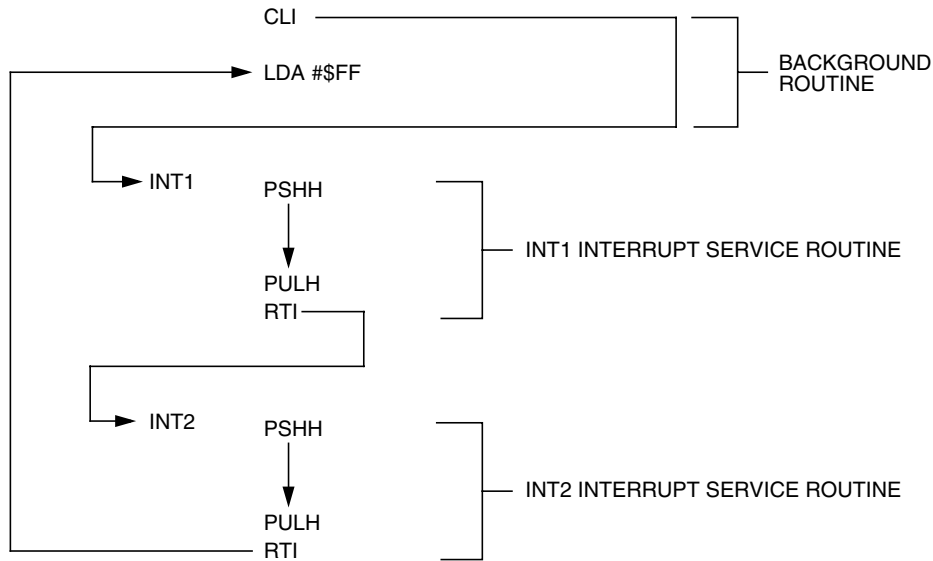 CLI
LDA #$FF
BACKGROUND
ROUTINE
INT1
PSHH
PULH
RTI
INT1 INTERRUPT SERVICE ROUTINE
INT2
PSHH
PULH
RTI
INT2 INTERRUPT SERVICE ROUTINE